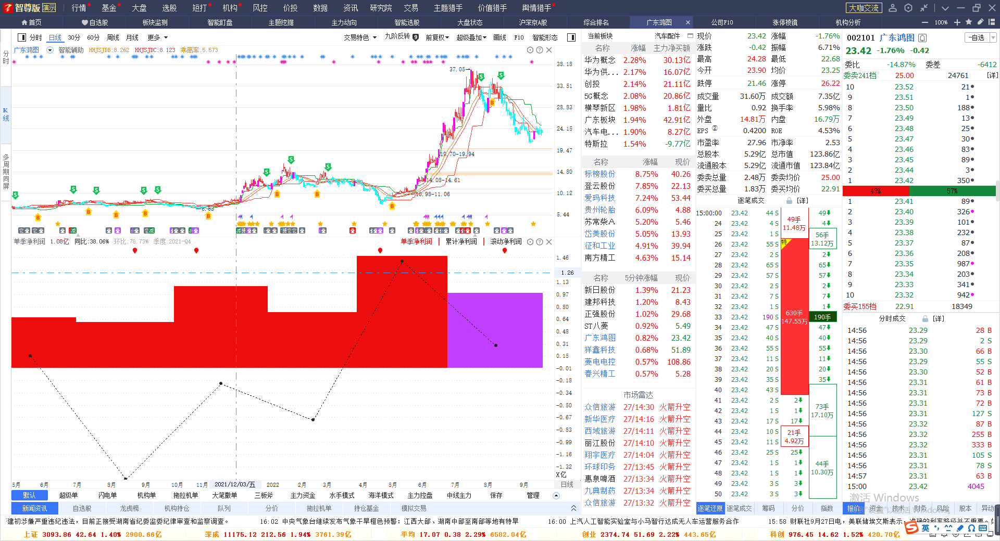 智尊版 演示 行情 基金 大盘 选股 短打 机构 风控 价投 数据 资讯 研究院 交易 主题猎手 价值猎手 舆情猎手 大咖交流
首页 自选股 板块监测 智能盯盘 主题挖掘 主力动向 智能选股 大盘状态 沪深京A股 综合排名 广东鸿图 × 公司F10 涨停棱镜 机构分析 100%
分时 日线 30分 60分 周线 月线 更多 交易特色 九阴反转 9 前复权 超级叠加 画线 F10 智能形态
广东鸿图 智能辅助 HHJSJDB:8.262 HHJSJDC:8.123 乖离率:5.573
分时
K线
多周期同屏
37.05
38.18
33.51
28.83
24.15
19.47
14.80
10.12
5.44
19.70-19.94
14.08-14.61
10.98-11.06
6.83
单季净利润 1.08亿 同比:38.06% 环比:78.73% 季度:2021-Q4 单季净利润 累计净利润 滚动净利润
1.46
1.26
1.13
0.97
0.80
0.64
0.48
0.31
0.15
-0.01
-0.18
-0.34
-0.50
-0.67
-0.83
-0.99
-1.16
-1.32
X亿
5月 6月 7月 8月 9月 10月 11月 2021/12/03/五 2022 2月 3月 4月 5月 6月 7月 8月 9月 日线
默认 超级单 闪电单 机构单 拖拉机单 大笔撤单 三板斧 主力资金 水手模式 海洋模式 主力控盘 中线主力 保存 管理
新闻资讯 自选股 龙虎榜 机构持仓 队列 分价 拖拉机单 持仓基金 模拟交易
当前板块 汽车配件
名称 涨幅 主力净买额
华为概念 2.28% 30.13亿
华为供... 2.17% 16.07亿
创投 2.14% 21.11亿
5G概念 2.08% 20.86亿
横琴新区 1.98% 1.81亿
广东板块 1.94% 42.91亿
汽车电... 1.90% 8.27亿
特斯拉 1.54% -9.77亿
名称 涨幅 现价
标榜股份 8.75% 40.26
登云股份 7.85% 22.13
爱玛科技 7.24% 53.44
贵州轮胎 6.09% 4.88
苏常柴A 5.20% 5.46
岱美股份 5.05% 13.93
征和工业 4.91% 39.94
南方精工 4.63% 15.14
名称 5分钟涨幅 现价
新日股份 1.39% 21.23
建邦科技 1.20% 8.43
正强股份 1.02% 29.68
ST八菱 0.92% 5.49
广东鸿图 0.82% 23.42
祥鑫科技 0.68% 51.89
菱电电控 0.57% 108.86
春兴精工 0.57% 5.28
市场雷达
众信旅游 27/14:30 火箭升空
新华医疗 27/14:16 火箭升空
西域旅游 27/14:11 火箭升空
丽江股份 27/14:10 火箭升空
翔宇医疗 27/14:04 火箭升空
环球印务 27/13:45 火箭升空
惠泉啤酒 27/13:34 火箭升空
九典制药 27/13:34 火箭升空
众信旅游 27/13:32 火箭升空
现价 23.42 涨幅 -1.76%
涨跌 -0.42 振幅 6.71%
最高 24.28 最低 22.68
今开 23.90 均价 23.25
跌停 21.46 涨停 26.22
成交量 31.60万 成交额 7.35亿
量比 0.92 换手率 5.98%
外盘 14.81万 内盘 16.79万
EPS ② 0.4200 ROE 4.53%
市盈率 27.96 市净率 2.53
总股本 5.29亿 总市值 123.86亿
流通股本 5.29亿 流通市值 123.84亿
委卖总量 2.48万 委卖均价 25.00
委买总量 1.83万 委买均价 22.91
逐笔成交 [详]
15:00:00 23.42 44 S
24 23.42 4 S
25 23.42 1 S
26 23.42 55 S
27 23.42 2 S
28 23.42 65 S
29 23.42 57 S
30 23.42 2 S
31 23.42 7 S
32 23.42 1 S
33 23.42 190 S
34 23.42 47 S
35 23.42 40 S
36 23.42 55 S
37 23.42 11 S
38 23.42 20 S
39 23.42 35 S
40 23.42 43 S
41 23.42 2 S
42 23.42 1 S
43 23.42 17 S
44 23.42 10 S
45 23.42 11 S
46 23.42 25 S
47 23.42 1 S
48 23.42 1 S
49 23.42 3 S
50 23.42 3 S
49手
11.48万
特
630手
147.55万
2
1
17
21手
4.92万
25
1
1
3
3
49
4
56手
13.12万
2
65
57
2
7
1
190手
47
40
55
11
20
35
73手
17.10万
44手
10.30万
逐笔还原 逐笔成交 筹码 分价 指数
002101 广东鸿图 -自选
23.42 -1.76% -0.42
委比 -14.87% 委差 -6412
委卖241档 25.00 24761 [详]
10 23.52 21
9 23.51 1
8 23.50 188
7 23.49 13
6 23.48 25
5 23.47 30
4 23.46 83
3 23.45 89
2 23.44 3
1 23.42 350
43% 57%
1 23.41 89
2 23.40 326
3 23.39 101
4 23.38 232
5 23.37 87
6 23.36 208
7 23.35 987
8 23.34 203
9 23.33 341
10 23.32 942
委买155档 22.91 18349
分时成交 [详]
14:56 23.29 28 B
14:56 23.29 2 S
14:56 23.30 66 B
14:56 23.29 55 S
14:56 23.30 52 B
14:56 23.31 61 B
14:56 23.31 73 B
14:56 23.31 72 B
14:56 23.31 127 S
14:56 23.32 87 B
14:56 23.32 255 B
14:56 23.32 333 B
14:56 23.31 105 S
14:56 23.31 78 S
14:57 23.31 63 B
15:00 23.42 4045
激活 Windows
报价 资金 技术 财务 风险 股本 异动
建初涉嫌严重违纪违法，目前正接受湖南省纪委监委纪律审查和监察调查。 16:02 中央气象台继续发布气象干旱橙色预警：江西大部、湖南中部至南部等地有特旱 16:00 上汽人工智能实验室与小马智行达成无人车运营服务合作 15:58 财联社9月27日电，美联储埃文斯表示，准确的利率路径并不重要。
上证 3093.86 42.64 1.40% 2900.66亿 深成 11175.12 212.56 1.94% 3761.39亿 平均 17.07 0.38 2.29% 6582.04亿 创业 2374.74 51.69 2.22% 443.65亿 科创 976.45 14.62 1.52% 420.70亿
英